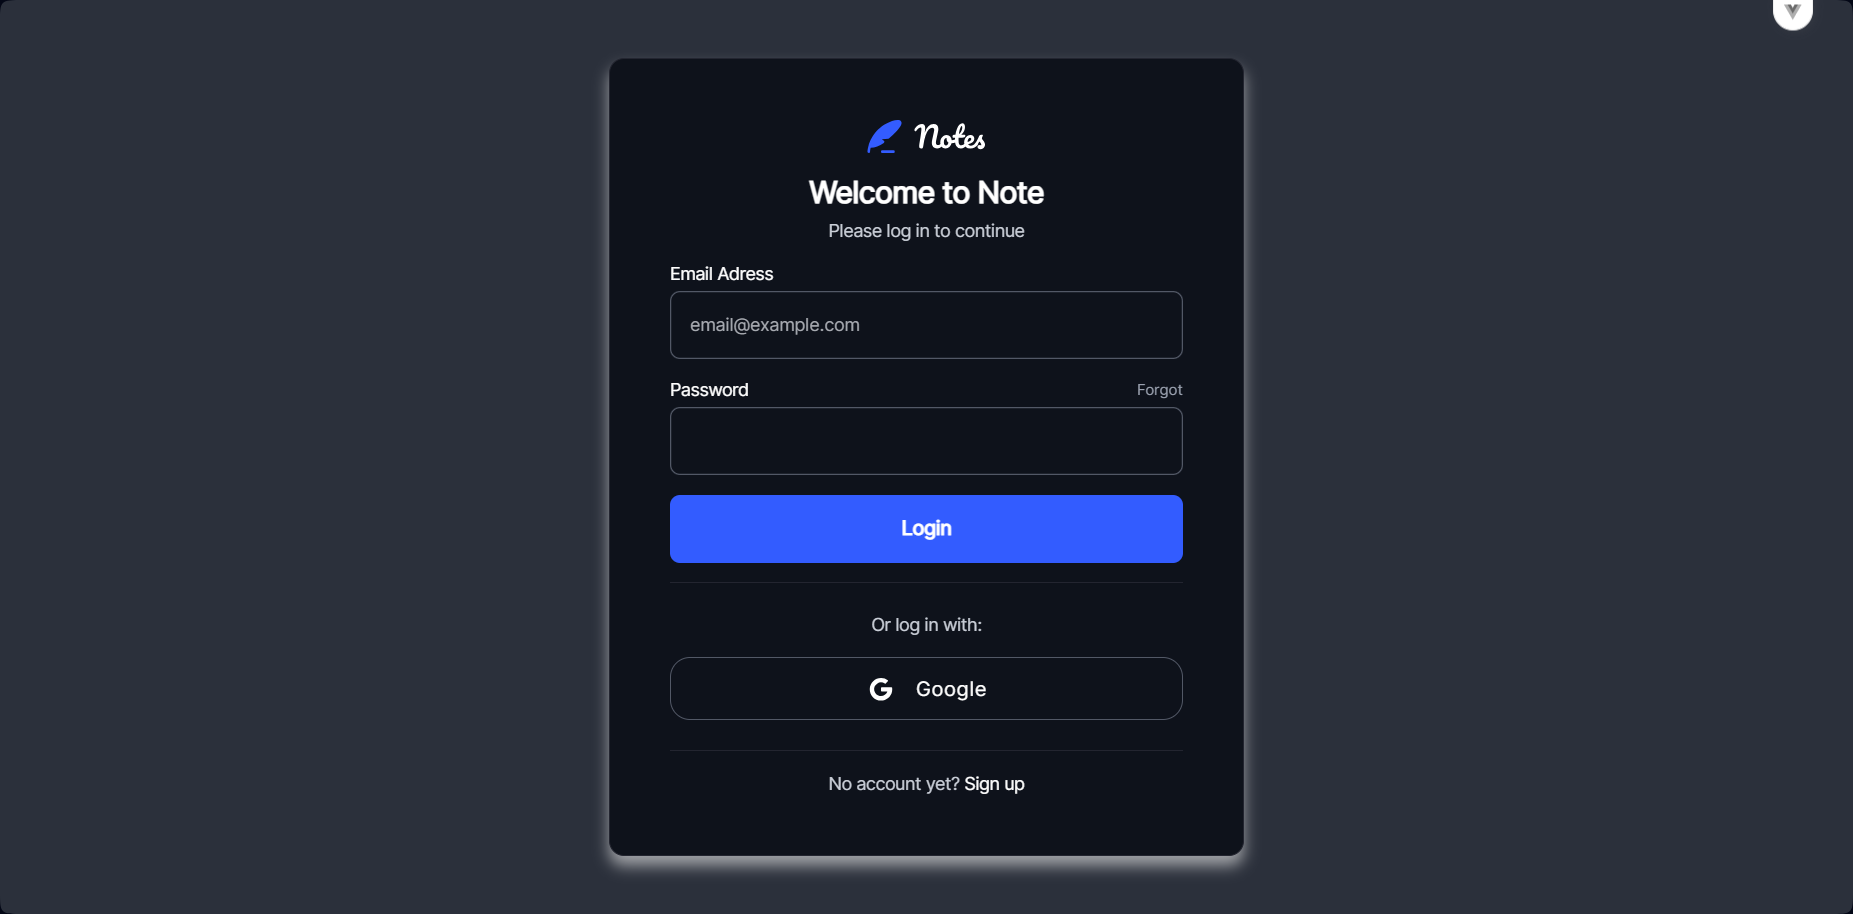 Notes
Welcome to Note
Please log in to continue
Email Adress
email@example.com
Password Forgot
Login
Or log in with:
Google
No account yet? Sign up